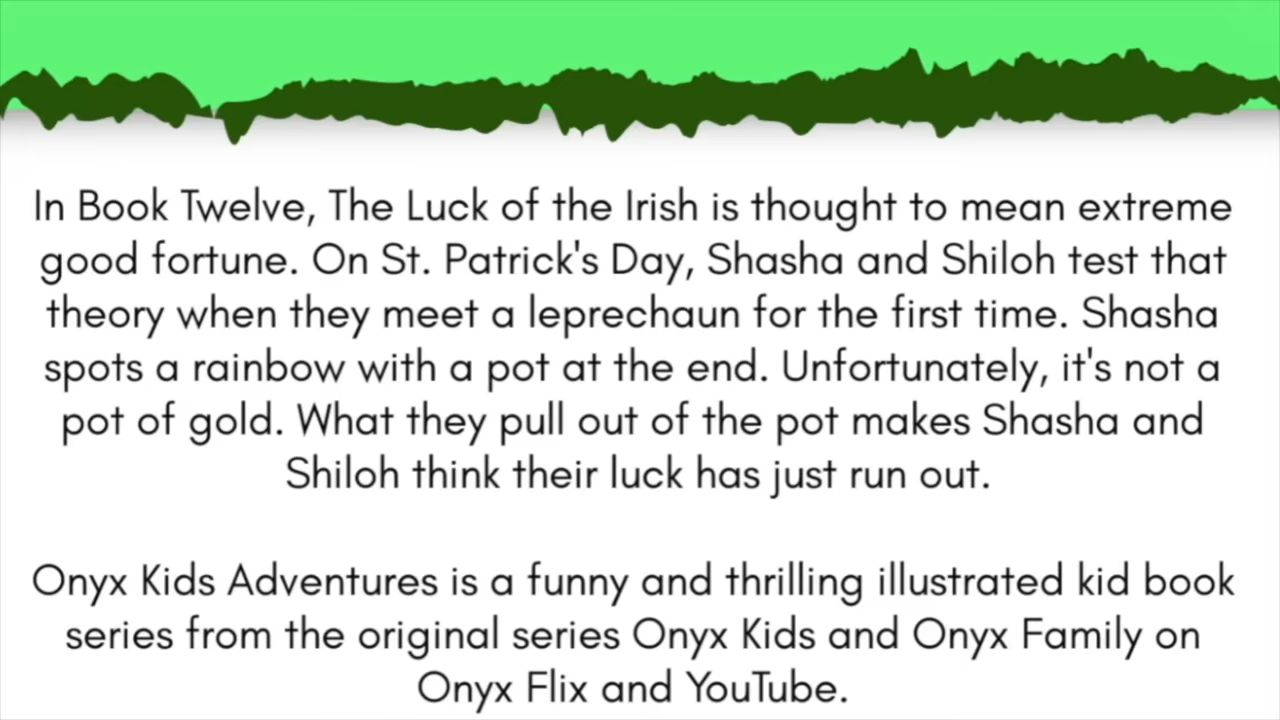 In Book Twelve, The Luck of the Irish is thought to mean extreme
good fortune. On St. Patrick's Day, Shasha and Shiloh test that
theory when they meet a leprechaun for the first time. Shasha
spots a rainbow with a pot at the end. Unfortunately, it's not a
pot of gold. What they pull out of the pot makes Shasha and
Shiloh think their luck has just run out.
Onyx Kids Adventures is a funny and thrilling illustrated kid book
series from the original series Onyx Kids and Onyx Family on
Onyx Flix and YouTube.